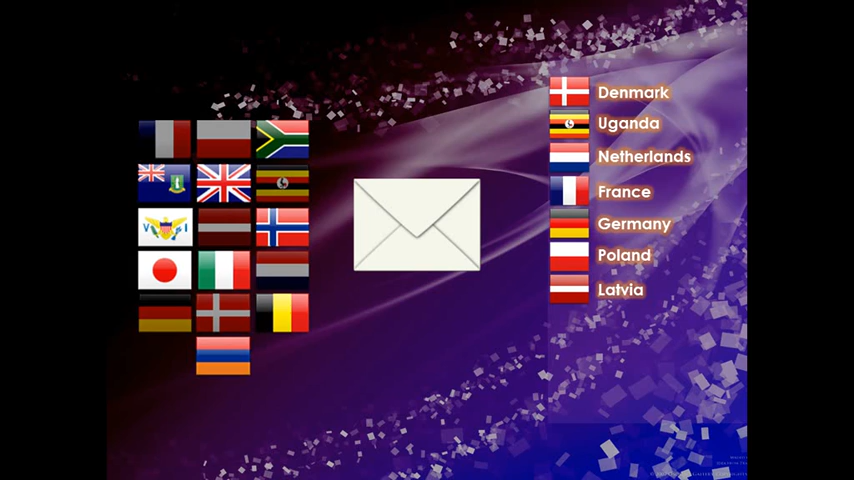 Denmark
Uganda
Netherlands
France
Germany
Poland
Latvia
V I